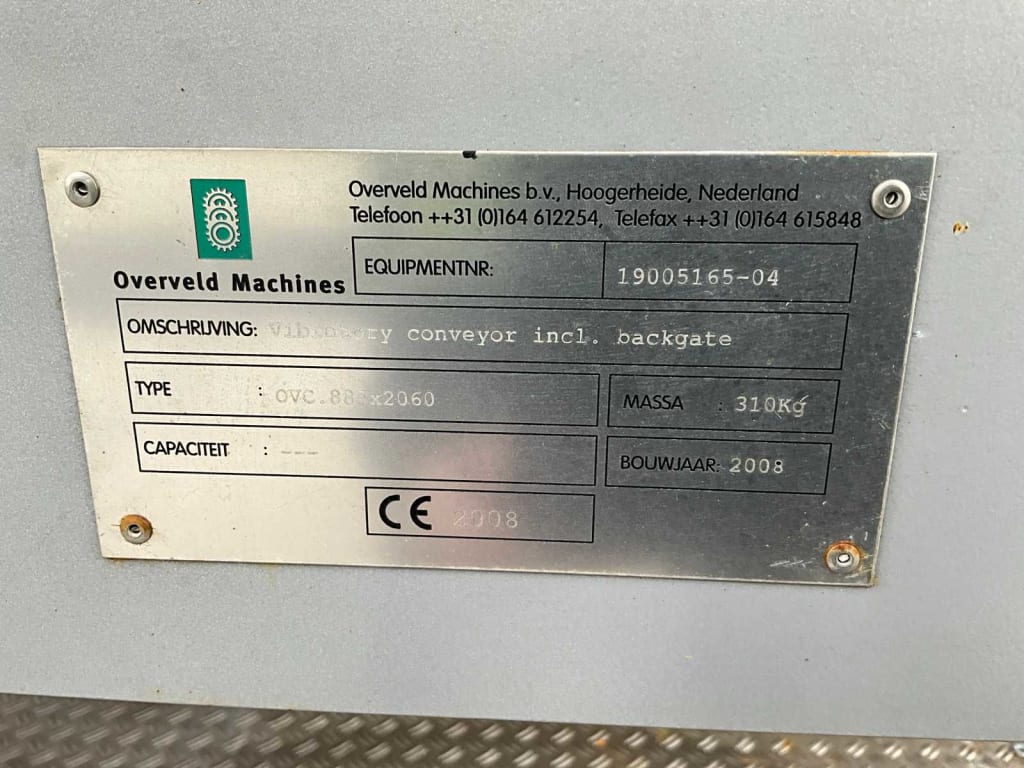 Overveld Machines b.v., Hoogerheide, Nederland
Telefoon ++31 (0)164 612254, Telefax ++31 (0)164 615848
Overveld Machines
EQUIPMENTNR: 19005165-04
OMSCHRIJVING: Vibratory conveyor incl. backgate
TYPE :
MASSA : 310Kg
CAPACITEIT : ---
BOUWJAAR: 2008
CE 2008